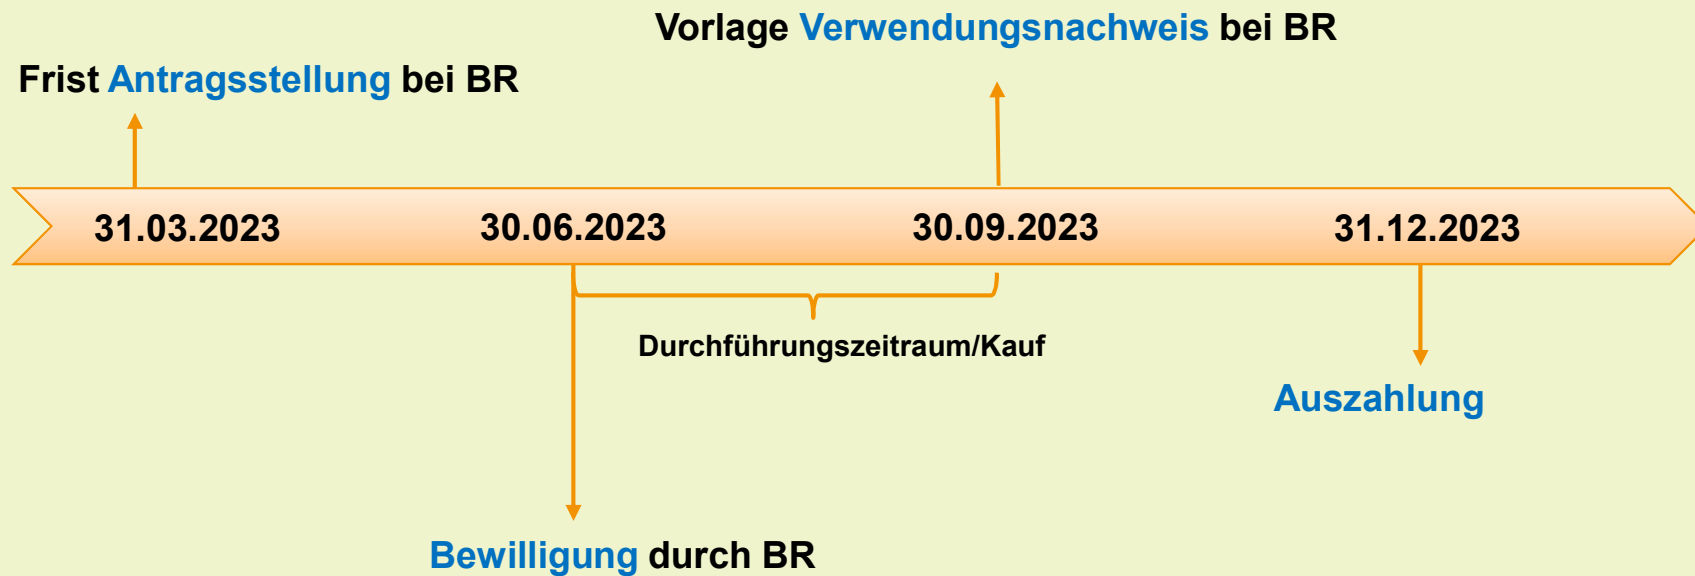 Vorlage Verwendungsnachweis bei BR
Frist Antragsstellung bei BR
31.03.2023 30.06.2023 30.09.2023 31.12.2023
Durchführungszeitraum/Kauf
Auszahlung
Bewilligung durch BR